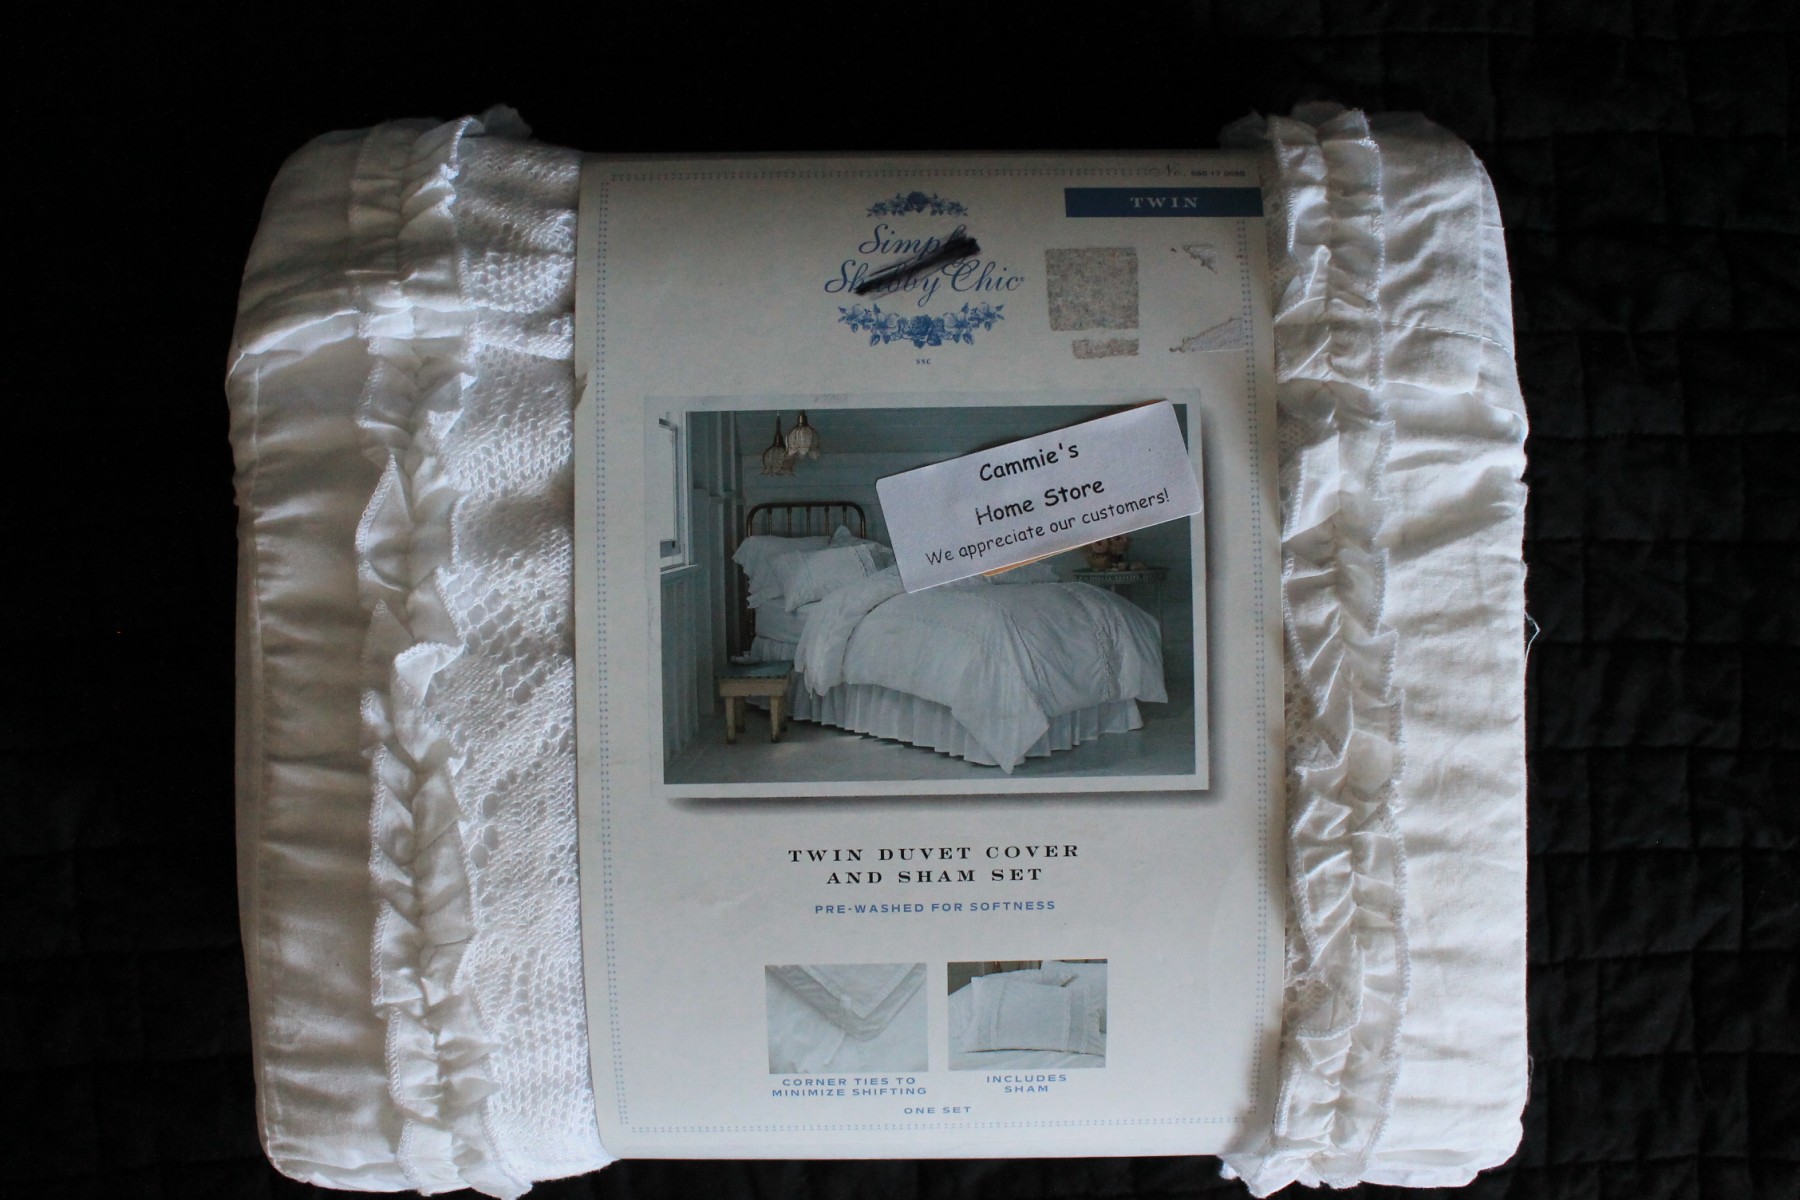 TWIN
Simply
Shabby Chic
SSC
Cammie's
Home Store
We appreciate our customers!
TWIN DUVET COVER
AND SHAM SET
PRE-WASHED FOR SOFTNESS
CORNER TIES TO
MINIMIZE SHIFTING
INCLUDES
SHAM
ONE SET